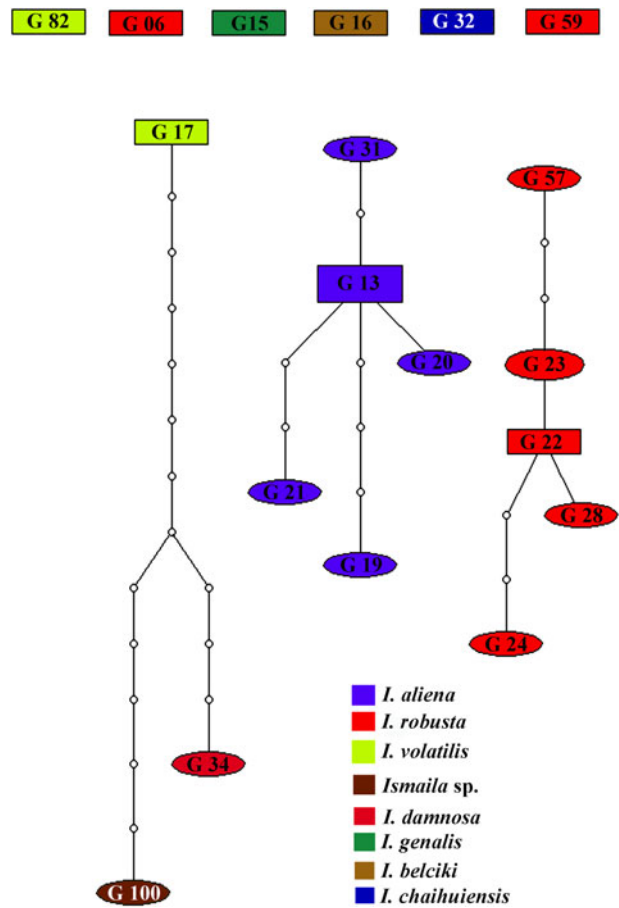 G 82 G 06 G15 G 16 G 32 G 59
G 17
G 31
G 57
G 13
G 20
G 23
G 22
G 21
G 28
G 19
G 24
I. aliena
I. robusta
I. volatilis
G 34
Ismaila sp.
I. damnosa
I. genalis
I. belciki
G 100
I. chaihuiensis